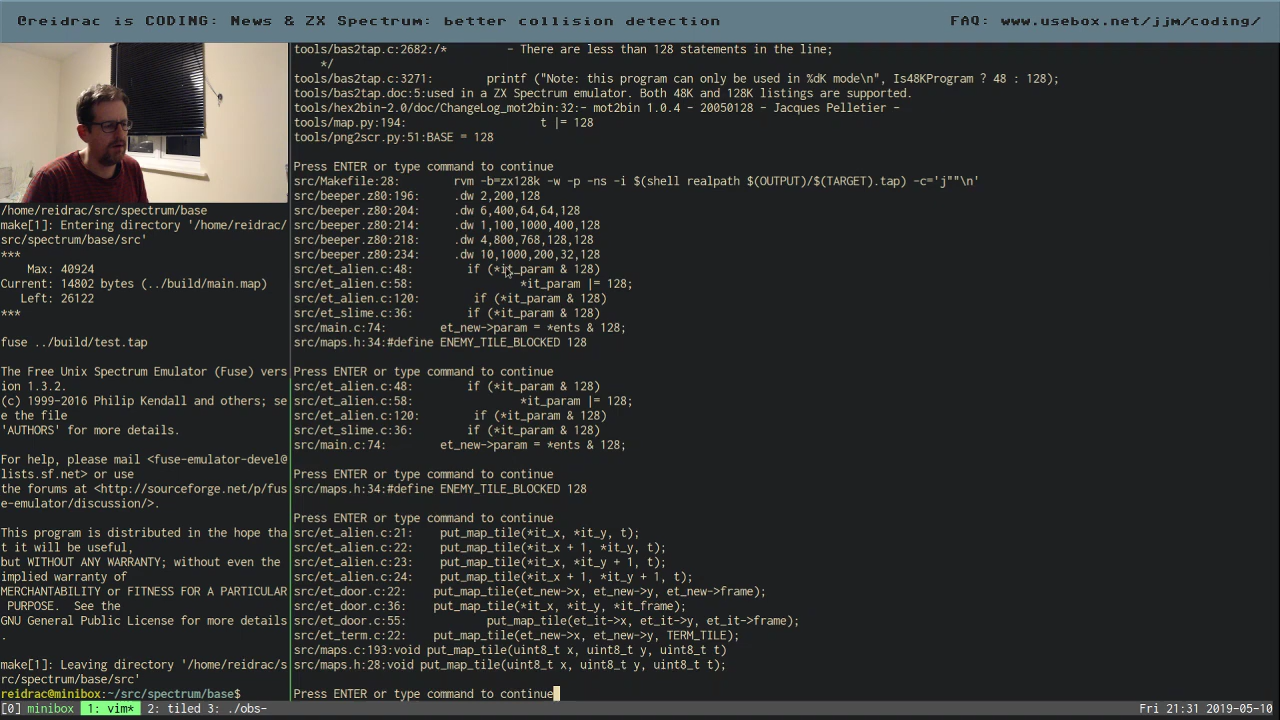 @reidrac is CODING: News & ZX Spectrum: better collision detection
FAQ: www.usebox.net/jjm/coding/
/home/reidrac/src/spectrum/base
make[1]: Entering directory '/home/reidrac/
src/spectrum/base/src'
***
Max: 40924
Current: 14802 bytes (../build/main.map)
Left: 26122
***
fuse ../build/test.tap
The Free Unix Spectrum Emulator (Fuse) vers
ion 1.3.2.
(c) 1999-2016 Philip Kendall and others; se
e the file
'AUTHORS' for more details.
For help, please mail <fuse-emulator-devel@
lists.sf.net> or use
the forums at <http://sourceforge.net/p/fus
e-emulator/discussion/>.
This program is distributed in the hope tha
t it will be useful,
but WITHOUT ANY WARRANTY; without even the
implied warranty of
MERCHANTABILITY or FITNESS FOR A PARTICULAR
PURPOSE.  See the
GNU General Public License for more details
.
make[1]: Leaving directory '/home/reidrac/s
rc/spectrum/base/src'
reidrac@minibox:~/src/spectrum/base$
tools/bas2tap.c:2682:/* - There are less than 128 statements in the line;
*/
tools/bas2tap.c:3271: printf ("Note: this program can only be used in %dK mode\n", Is48KProgram ? 48 : 128);
tools/bas2tap.doc:5:used in a ZX Spectrum emulator. Both 48K and 128K listings are supported.
tools/hex2bin-2.0/doc/ChangeLog_mot2bin:32:- mot2bin 1.0.4 - 20050128 - Jacques Pelletier -
tools/map.py:194: t |= 128
tools/png2scr.py:51:BASE = 128
Press ENTER or type command to continue
src/Makefile:28: rvm -b=zx128k -w -p -ns -i $(shell realpath $(OUTPUT)/$(TARGET).tap) -c='j""\n'
src/beeper.z80:196: .dw 2,200,128
src/beeper.z80:204: .dw 6,400,64,64,128
src/beeper.z80:214: .dw 1,100,1000,400,128
src/beeper.z80:218: .dw 4,800,768,128,128
src/beeper.z80:234: .dw 10,1000,200,32,128
src/et_alien.c:48: if (*it_param & 128)
src/et_alien.c:58: *it_param |= 128;
src/et_alien.c:120: if (*it_param & 128)
src/et_slime.c:36: if (*it_param & 128)
src/main.c:74: et_new->param = *ents & 128;
src/maps.h:34:#define ENEMY_TILE_BLOCKED 128
Press ENTER or type command to continue
src/et_alien.c:48: if (*it_param & 128)
src/et_alien.c:58: *it_param |= 128;
src/et_alien.c:120: if (*it_param & 128)
src/et_slime.c:36: if (*it_param & 128)
src/main.c:74: et_new->param = *ents & 128;
Press ENTER or type command to continue
src/maps.h:34:#define ENEMY_TILE_BLOCKED 128
Press ENTER or type command to continue
src/et_alien.c:21: put_map_tile(*it_x, *it_y, t);
src/et_alien.c:22: put_map_tile(*it_x + 1, *it_y, t);
src/et_alien.c:23: put_map_tile(*it_x, *it_y + 1, t);
src/et_alien.c:24: put_map_tile(*it_x + 1, *it_y + 1, t);
src/et_door.c:22: put_map_tile(et_new->x, et_new->y, et_new->frame);
src/et_door.c:36: put_map_tile(*it_x, *it_y, *it_frame);
src/et_door.c:55: put_map_tile(et_it->x, et_it->y, et_it->frame);
src/et_term.c:22: put_map_tile(et_new->x, et_new->y, TERM_TILE);
src/maps.c:193:void put_map_tile(uint8_t x, uint8_t y, uint8_t t)
src/maps.h:28:void put_map_tile(uint8_t x, uint8_t y, uint8_t t);
Press ENTER or type command to continue
[0] minibox  1: vim* 2: tiled 3: ./obs-
Fri 21:31 2019-05-10